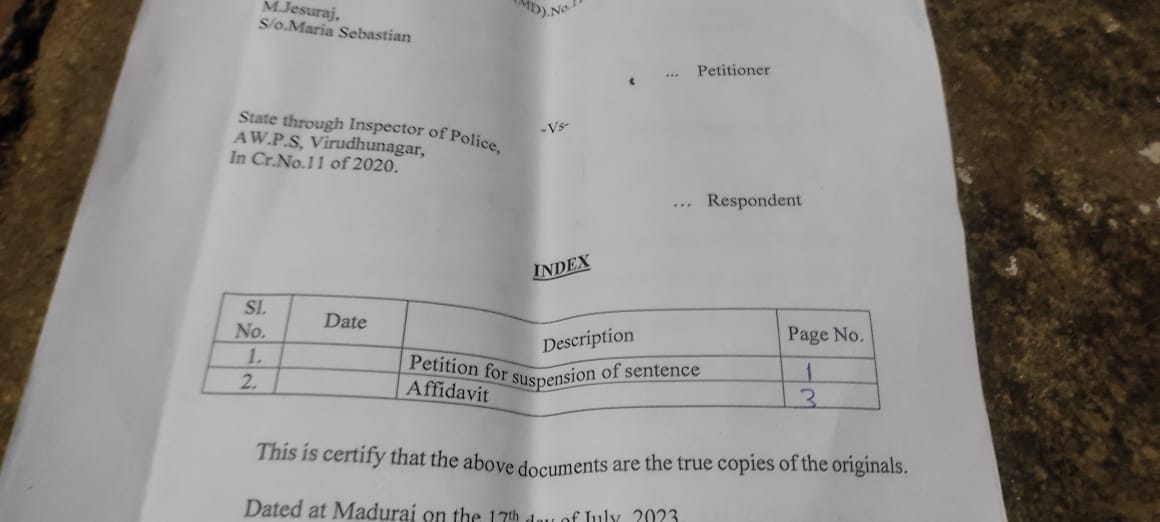 MD).No.
M.Jesuraj,
S/o.Maria Sebastian
... Petitioner
-Vs-
State through Inspector of Police,
AW.P.S, Virudhunagar,
In Cr.No.11 of 2020.
... Respondent
INDEX
Sl. No. Date Description Page No.
1. Petition for suspension of sentence 1
2. Affidavit 3
This is certify that the above documents are the true copies of the originals.
Dated at Madurai on the 17th day of July, 2023